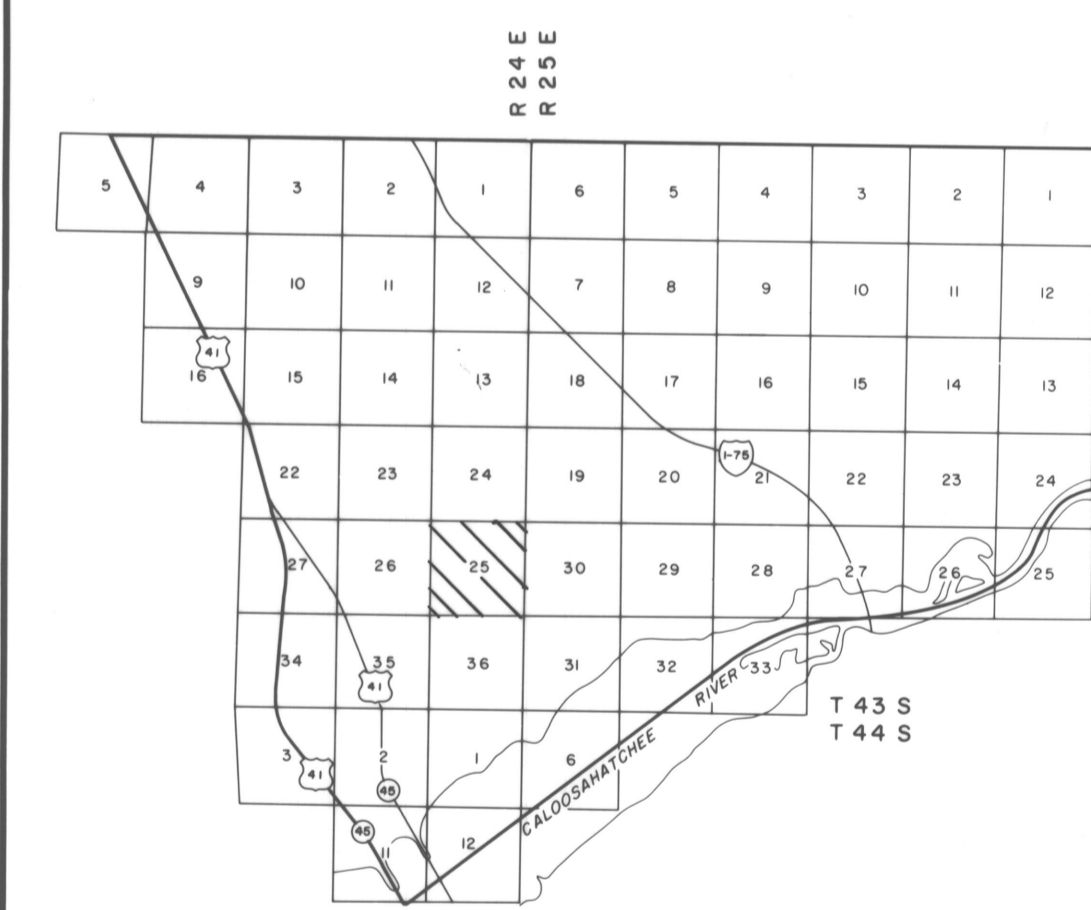 R 24 E
R 25 E
5 4 3 2 1 6 5 4 3 2 1
9 10 11 12 7 8 9 10 11 12
41
16 15 14 13 18 17 16 15 14 13
I-75
22 23 24 19 20 21 22 23 24
27 26 25 30 29 28 27 26 25
34 35 36 31 32 33
41
RIVER
T 43 S
T 44 S
3 2 1 6
41
CALOOSAHATCHEE
45
45
11 12